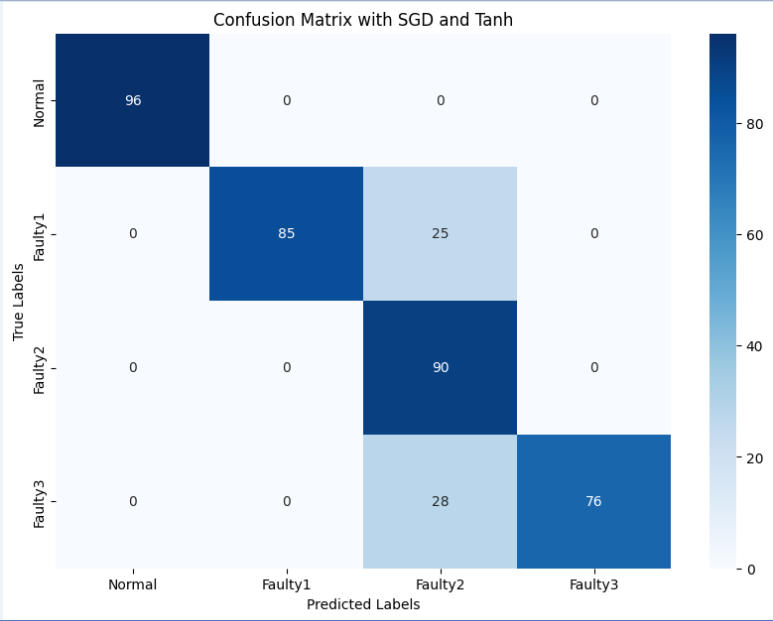 Confusion Matrix with SGD and Tanh
True Labels
Normal
96 0 0 0
80
Faulty1
0 85 25 0
60
40
Faulty2
0 0 90 0
20
Faulty3
0 0 28 76
0
Normal Faulty1 Faulty2 Faulty3
Predicted Labels